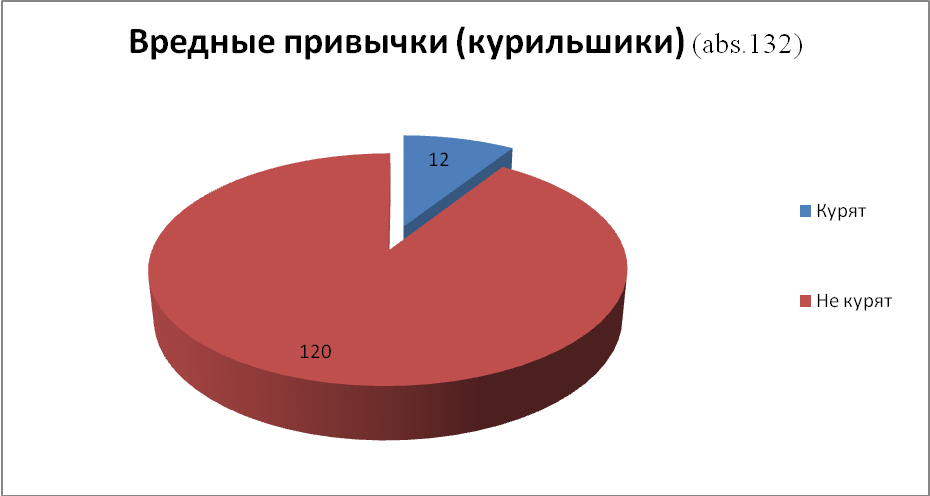 Вредные привычки (курильшики) (abs.132)
12
Курят
Не курят
120